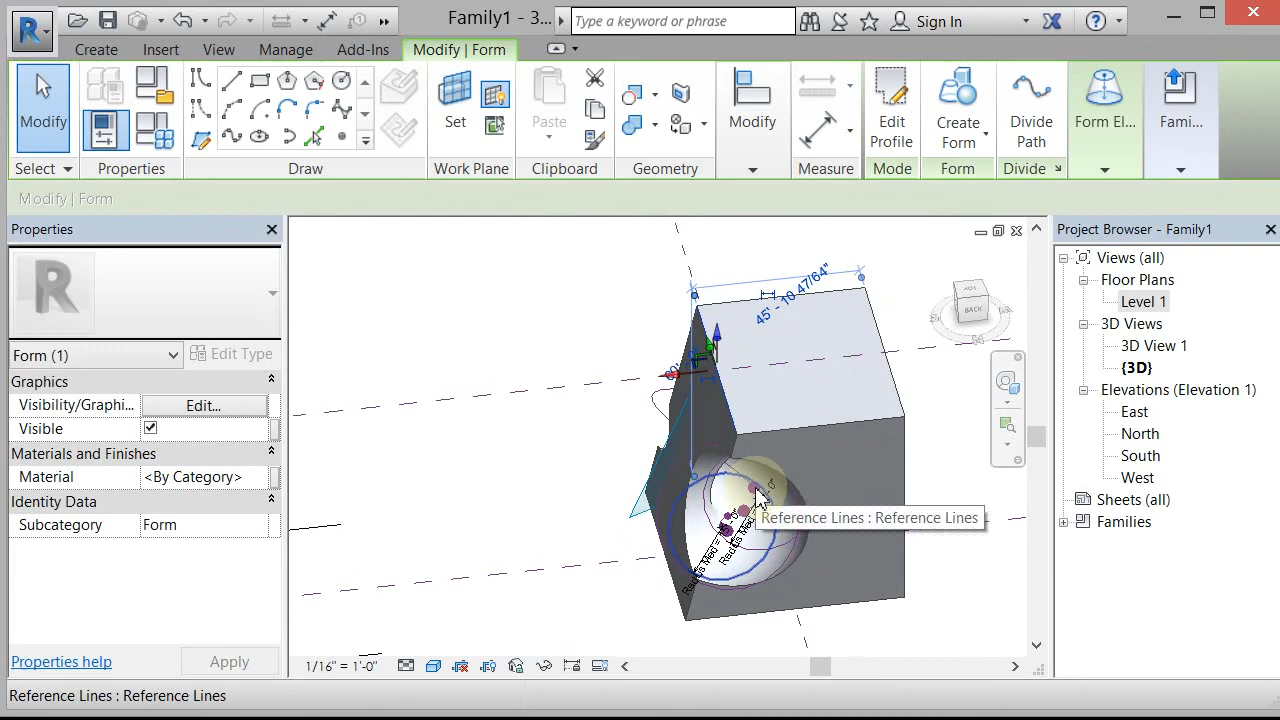 Family1 - 3...
Type a keyword or phrase
Sign In
Create
Insert
View
Manage
Add-Ins
Modify | Form
Modify
Set
Paste
Modify
Edit
Profile
Create
Form
Divide
Path
Form El...
Fami...
Select
Properties
Draw
Work Plane
Clipboard
Geometry
Measure
Mode
Form
Divide
Modify | Form
Properties
Form (1)
Edit Type
Graphics
Visibility/Graphi...
Edit...
Visible
Materials and Finishes
Material
<By Category>
Identity Data
Subcategory
Form
Properties help
Apply
45' - 10 47/64"
BACK
Reference Lines : Reference Lines
1/16" = 1'-0"
Project Browser - Family1
Views (all)
Floor Plans
Level 1
3D Views
3D View 1
{3D}
Elevations (Elevation 1)
East
North
South
West
Sheets (all)
Families
Reference Lines : Reference Lines